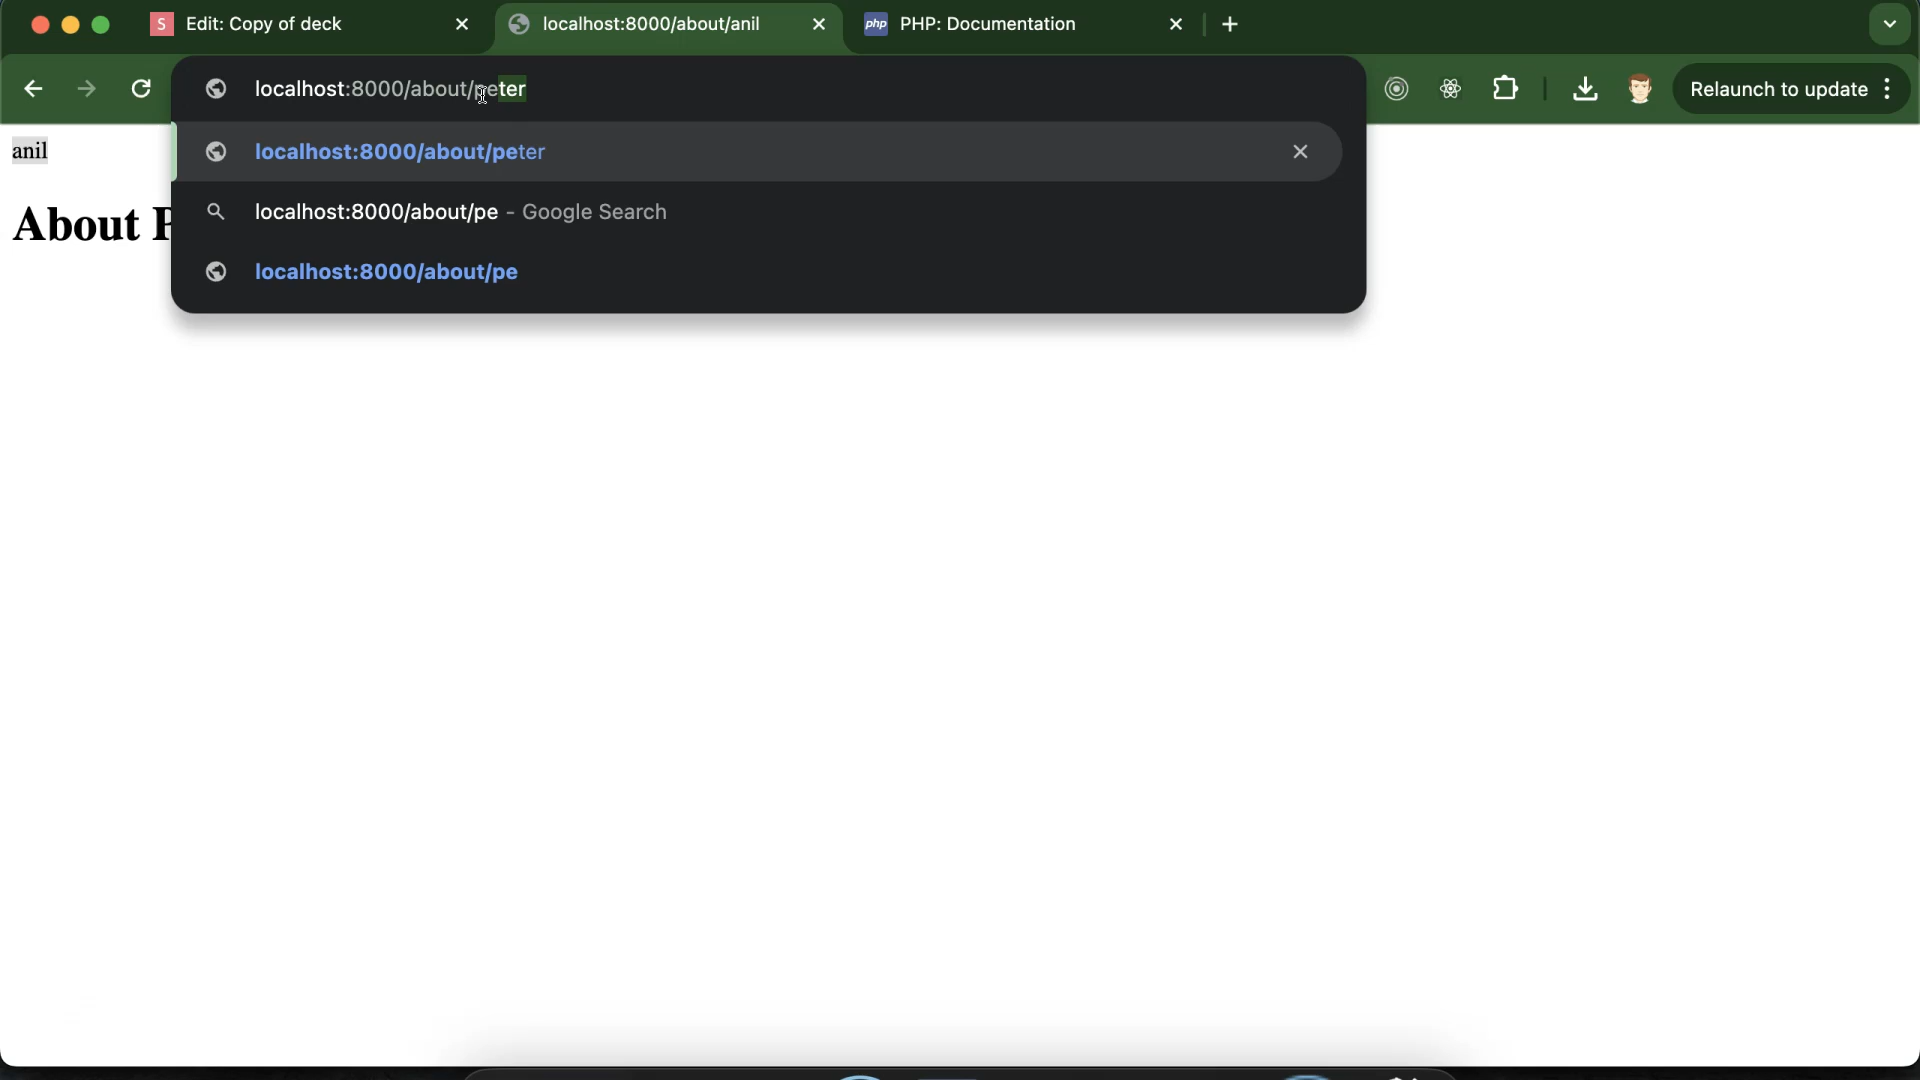 S Edit: Copy of deck
localhost:8000/about/anil
php PHP: Documentation
localhost:8000/about/peter
Relaunch to update
anil
localhost:8000/about/peter
localhost:8000/about/pe - Google Search
About P
localhost:8000/about/pe